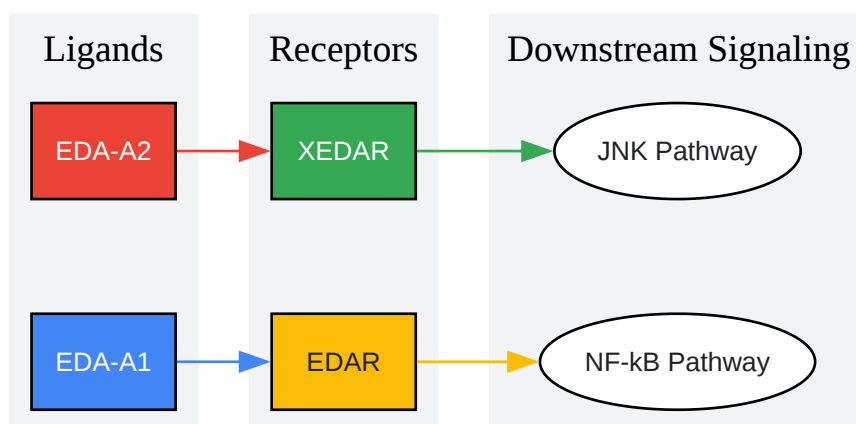 Ligands
Receptors
Downstream Signaling
EDA-A2
XEDAR
JNK Pathway
EDA-A1
EDAR
NF-kB Pathway